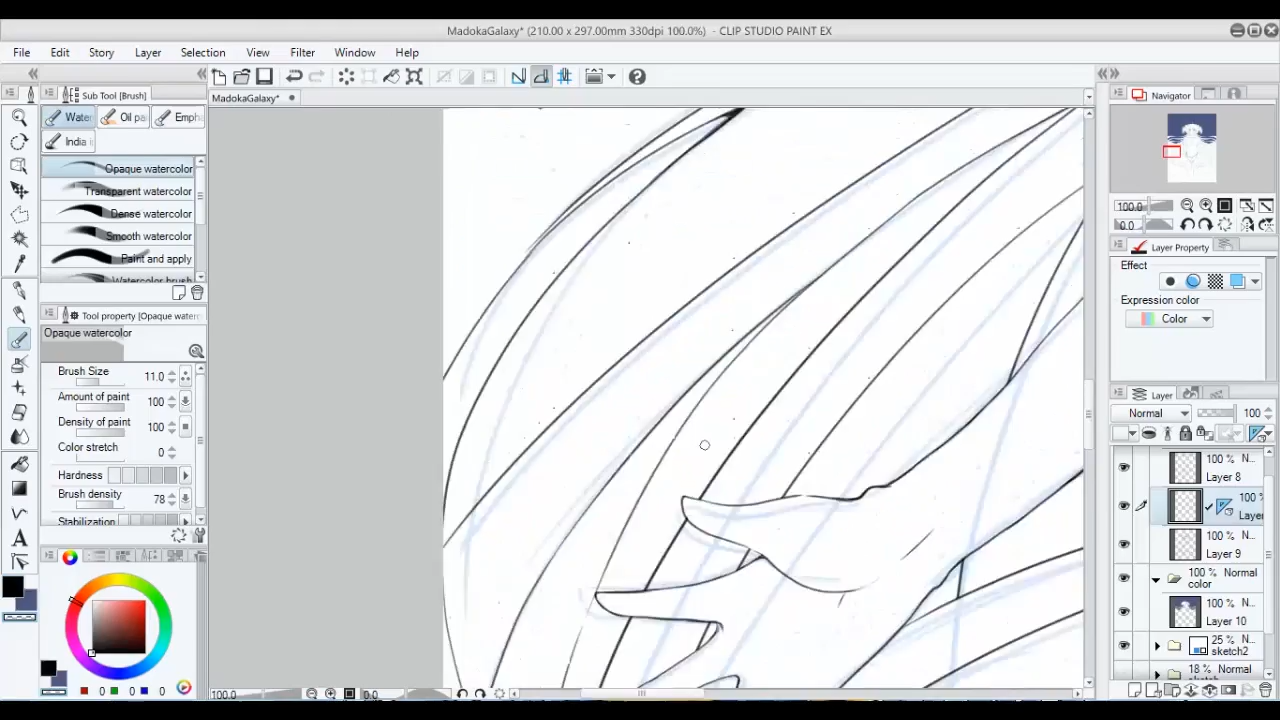 MadokaGalaxy* (210.00 x 297.00mm 330dpi 100.0%) - CLIP STUDIO PAINT EX
File Edit Story Layer Selection View Filter Window Help
Sub Tool [Brush]
MadokaGalaxy*
Navigator
Water Oil pa Empha
India i
Opaque watercolor
Transparent watercolor
Dense watercolor
Smooth watercolor
Paint and apply
Watercolor brush
Tool property [Opaque waterc
Opaque watercolor
Brush Size 11.0
Amount of paint 100
Density of paint 100
Color stretch 0
Hardness
Brush density 78
Stabilization
0 0 0
100.0 0.0
100.0
0.0
Layer Property
Effect
Expression color
Color
Layer
Normal 100
100 % N...
Layer 8
100 %
Layer
100 % N...
Layer 9
100 % Normal
color
100 % N...
Layer 10
25 % N...
sketch2
18 % Normal